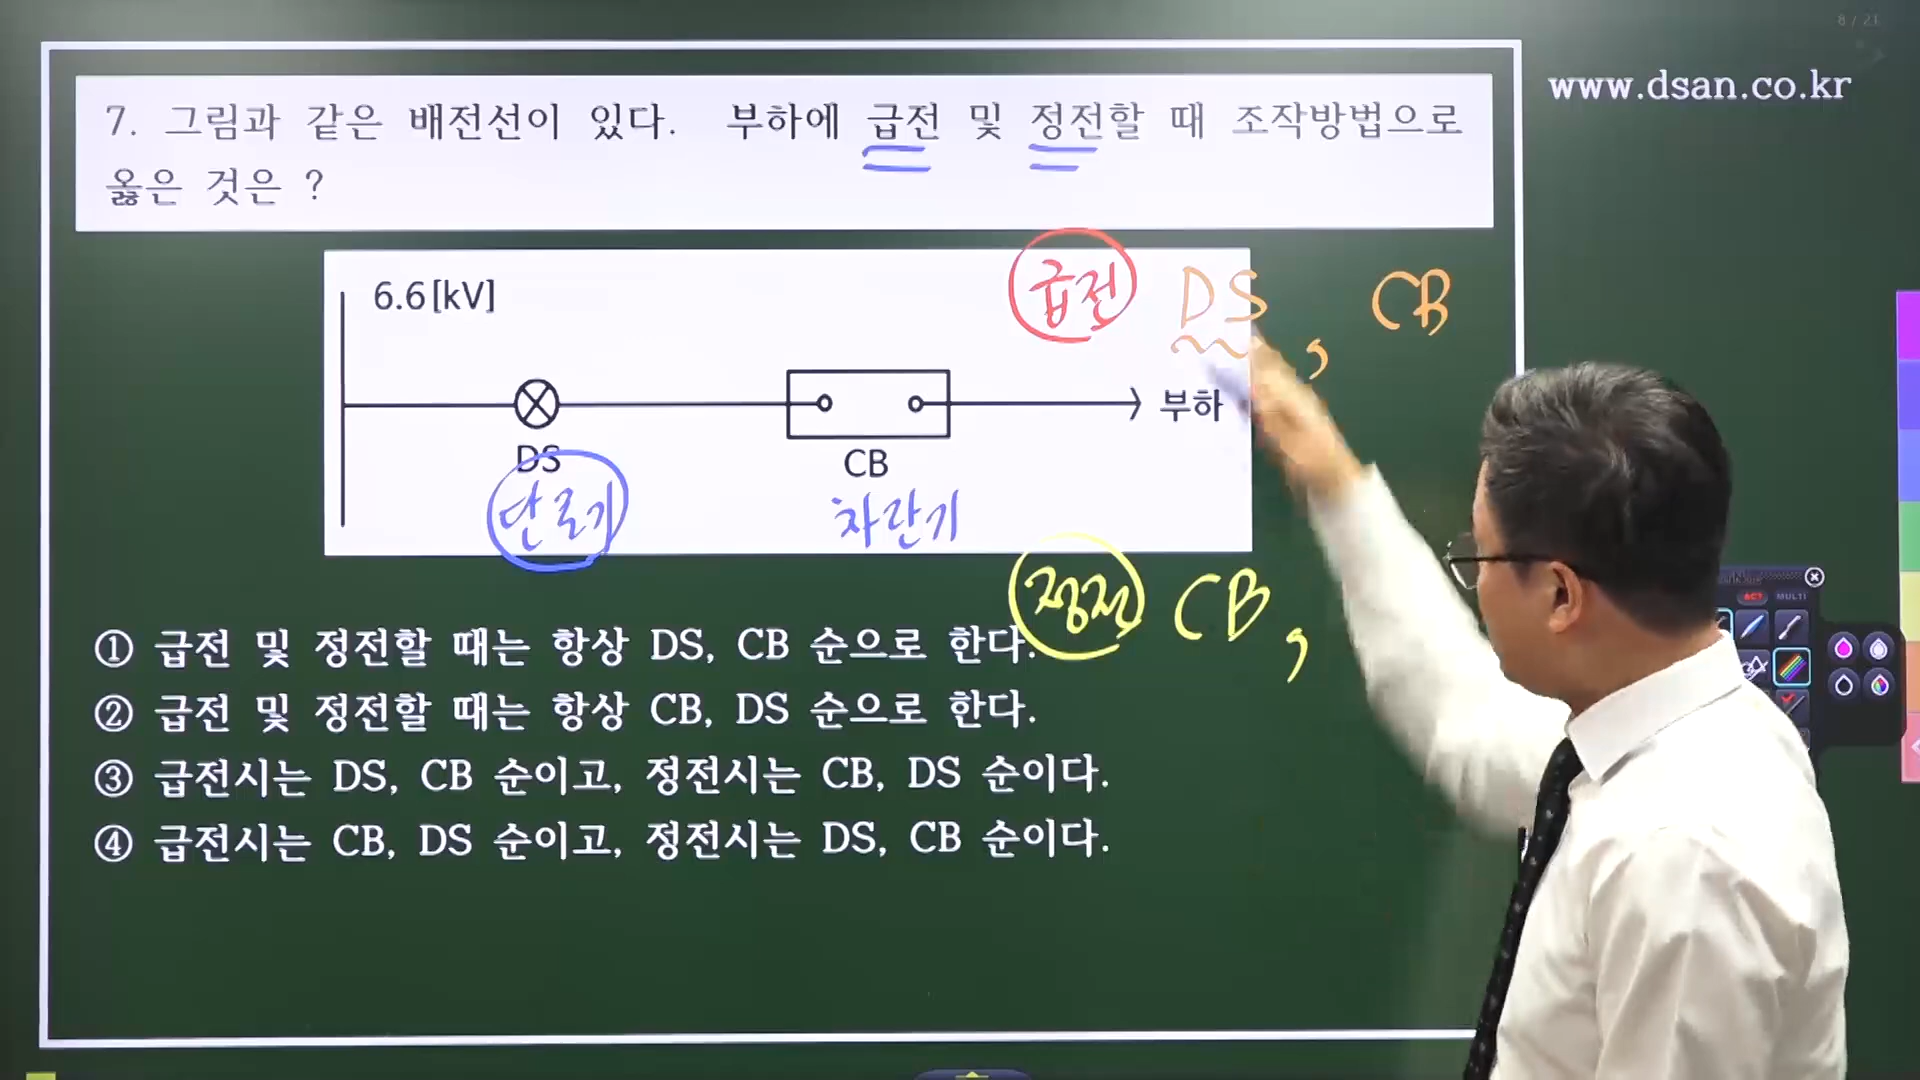 8 / 21
www.dsan.co.kr
7. 그림과 같은 배전선이 있다. 부하에 급전 및 정전할 때 조작방법으로
옳은 것은 ?
6.6[kV]
급전 DS, CB
부하
DS
CB
단로기
차단기
정전 CB,
① 급전 및 정전할 때는 항상 DS, CB 순으로 한다.
② 급전 및 정전할 때는 항상 CB, DS 순으로 한다.
③ 급전시는 DS, CB 순이고, 정전시는 CB, DS 순이다.
④ 급전시는 CB, DS 순이고, 정전시는 DS, CB 순이다.
ACT MULTI